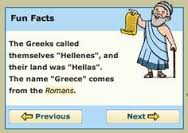 Fun Facts
The Greeks called
themselves "Hellenes", and
their land was "Hellas".
The name "Greece" comes
from the Romans.
Previous
Next